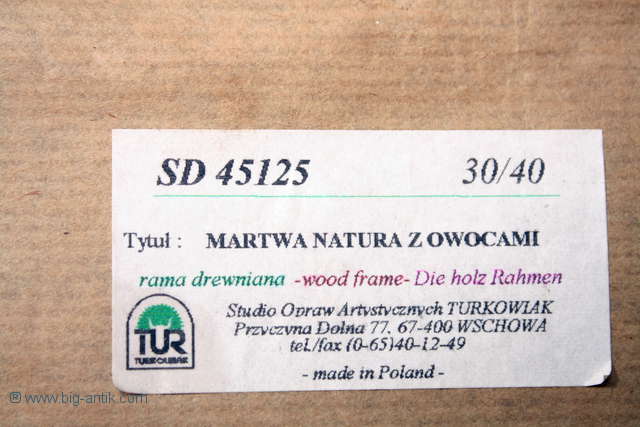 SD 45125 30/40
Tytuł : MARTWA NATURA Z OWOCAMI
rama drewniana -wood frame- Die holz Rahmen
Studio Opraw Artystycznych TURKOWIAK
Przyczyna Dolna 77, 67-400 WSCHOWA
tel./fax (0-65)40-12-49
TUR
TURKOWIAK
- made in Poland -
® www.big-antik.com